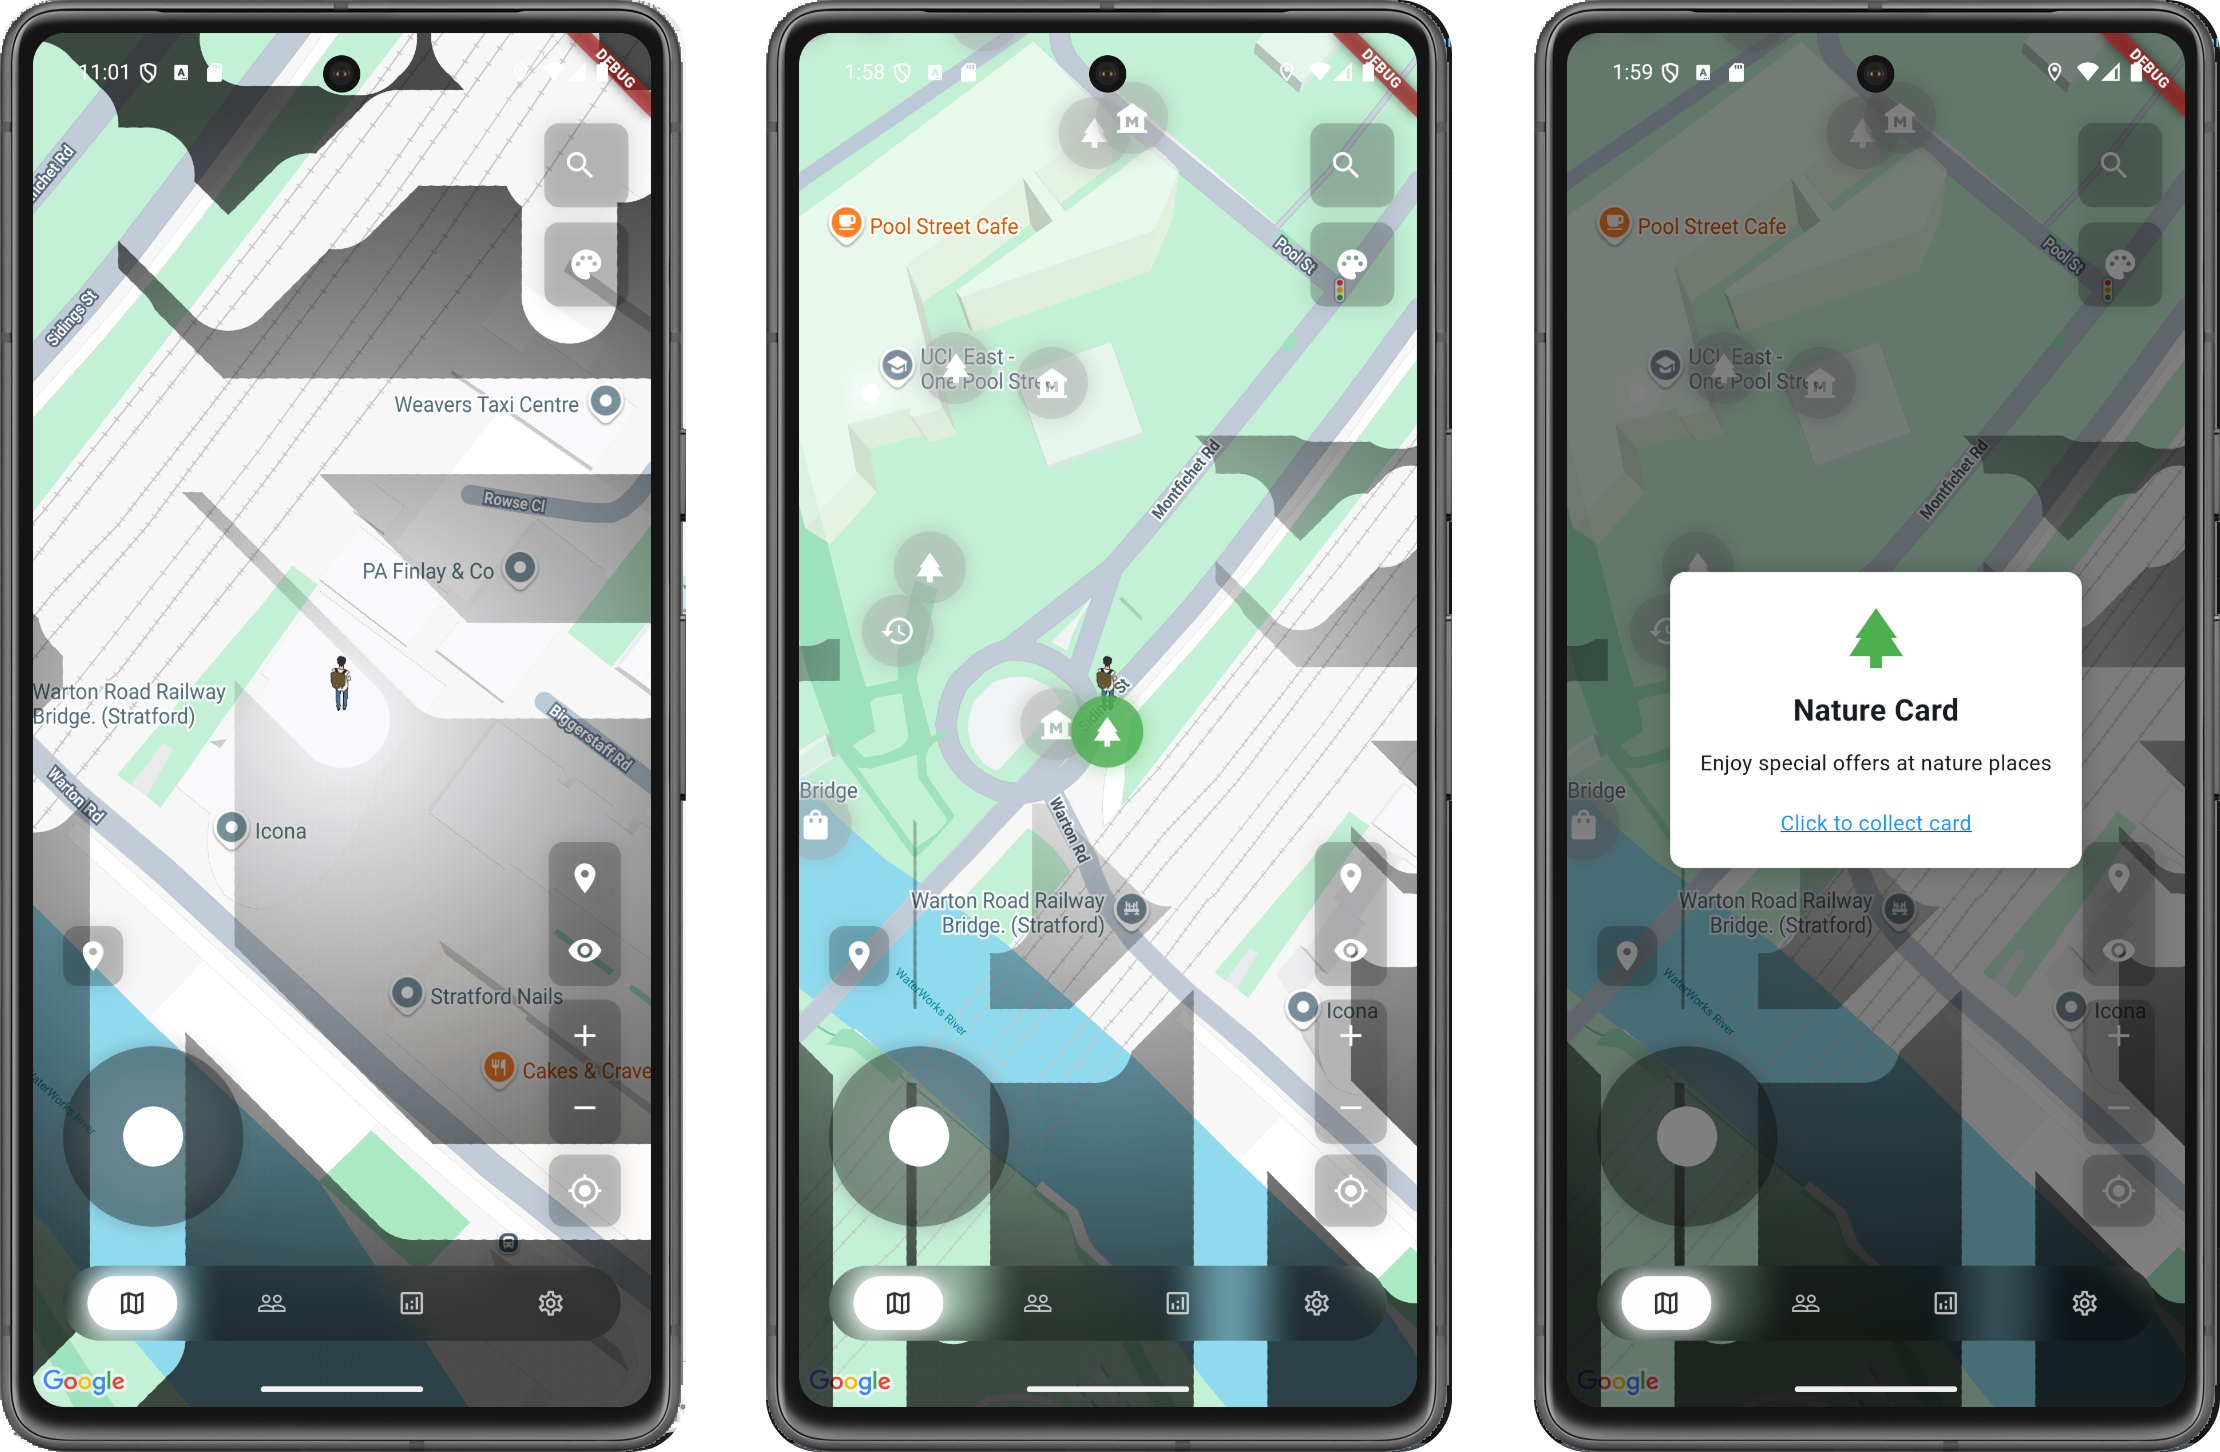 11:01
DEBUG
nfichet Rd
Sidings St
Weavers Taxi Centre
Rowse Cl
PA Finlay & Co
Warton Road Railway
Bridge. (Stratford)
Biggerstaff Rd
Warton Rd
Icona
Stratford Nails
Cakes & Crave
WaterWorks River
Google
1:58
DEBUG
M
Pool Street Cafe
Pool St
UCL East -
One Pool Stre
M
Montfichet Rd
Sidings St
M
Bridge
Warton Rd
Warton Road Railway
Bridge. (Stratford)
WaterWorks River
Icona
Google
1:59
DEBUG
M
Pool Street Cafe
Pool St
UCL East -
One Pool Stre
M
Montfichet Rd
Nature Card
Enjoy special offers at nature places
Click to collect card
Bridge
Warton Road Railway
Bridge. (Stratford)
WaterWorks River
Icona
Google